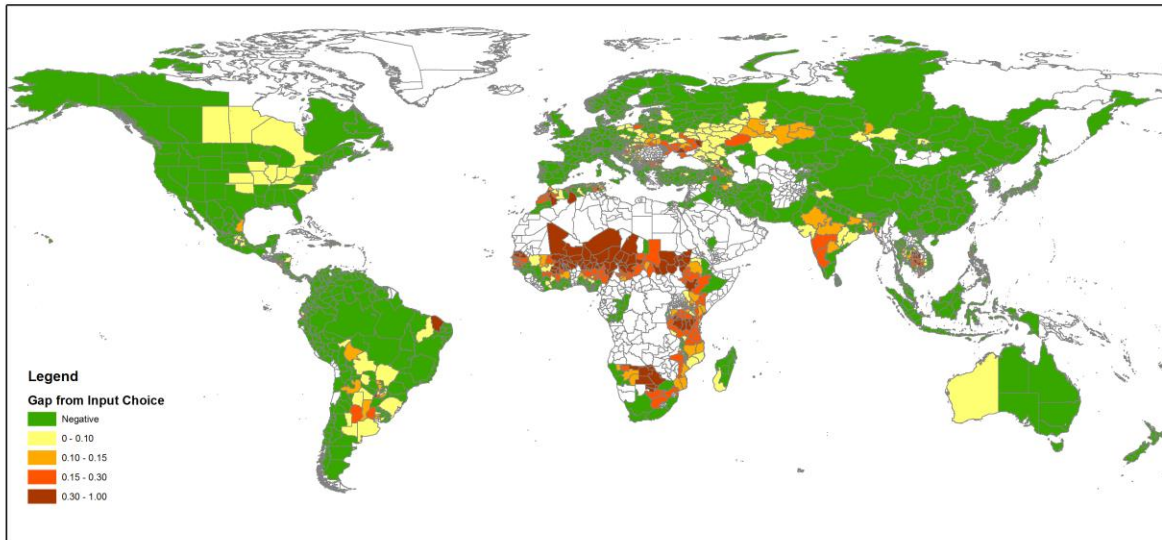 Legend
Gap from Input Choice
Negative
0 - 0.10
0.10 - 0.15
0.15 - 0.30
0.30 - 1.00